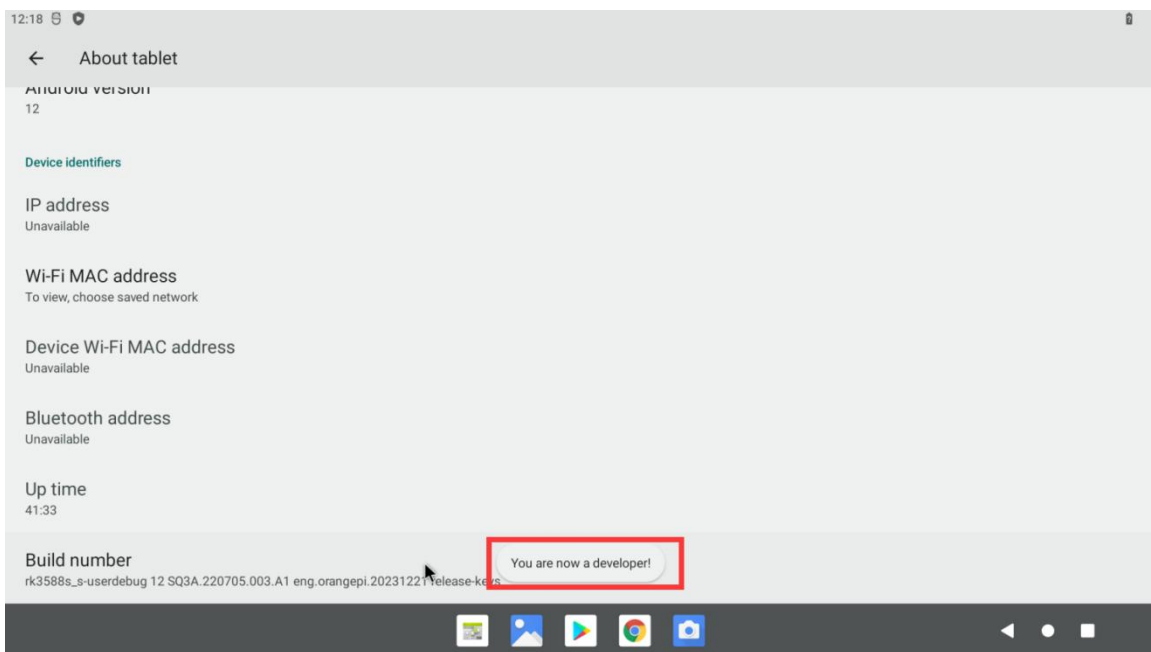 12:18
About tablet
Android version
12
Device identifiers
IP address
Unavailable
Wi-Fi MAC address
To view, choose saved network
Device Wi-Fi MAC address
Unavailable
Bluetooth address
Unavailable
Up time
41:33
Build number
rk3588s_s-userdebug 12 SQ3A.220705.003.A1 eng.orangepi.20231221 release-keys
You are now a developer!